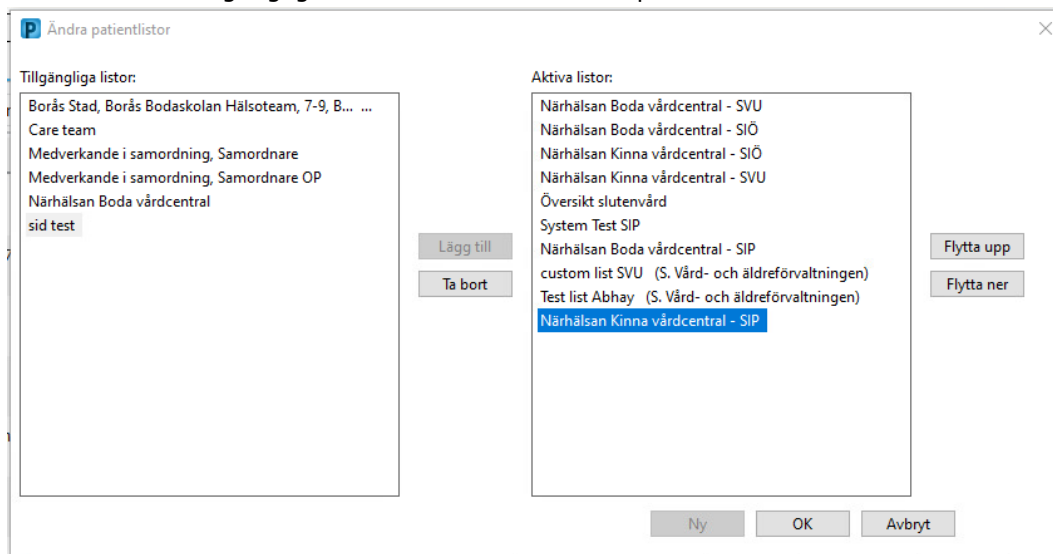 Ändra patientlistor
Tillgängliga listor:
Borås Stad, Borås Bodaskolan Hälsoteam, 7-9, B... ...
Care team
Medverkande i samordning, Samordnare
Medverkande i samordning, Samordnare OP
Närhälsan Boda vårdcentral
sid test
Lägg till
Ta bort
Aktiva listor:
Närhälsan Boda vårdcentral - SVU
Närhälsan Boda vårdcentral - SIÖ
Närhälsan Kinna vårdcentral - SIÖ
Närhälsan Kinna vårdcentral - SVU
Översikt slutenvård
System Test SIP
Närhälsan Boda vårdcentral - SIP
custom list SVU (S. Vård- och äldreförvaltningen)
Test list Abhay (S. Vård- och äldreförvaltningen)
Närhälsan Kinna vårdcentral - SIP
Flytta upp
Flytta ner
Ny
OK
Avbryt